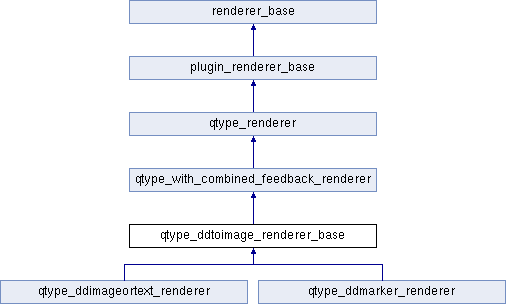 renderer_base
plugin_renderer_base
qtype_renderer
qtype_with_combined_feedback_renderer
qtype_ddtoimage_renderer_base
qtype_ddimageortext_renderer
qtype_ddmarker_renderer